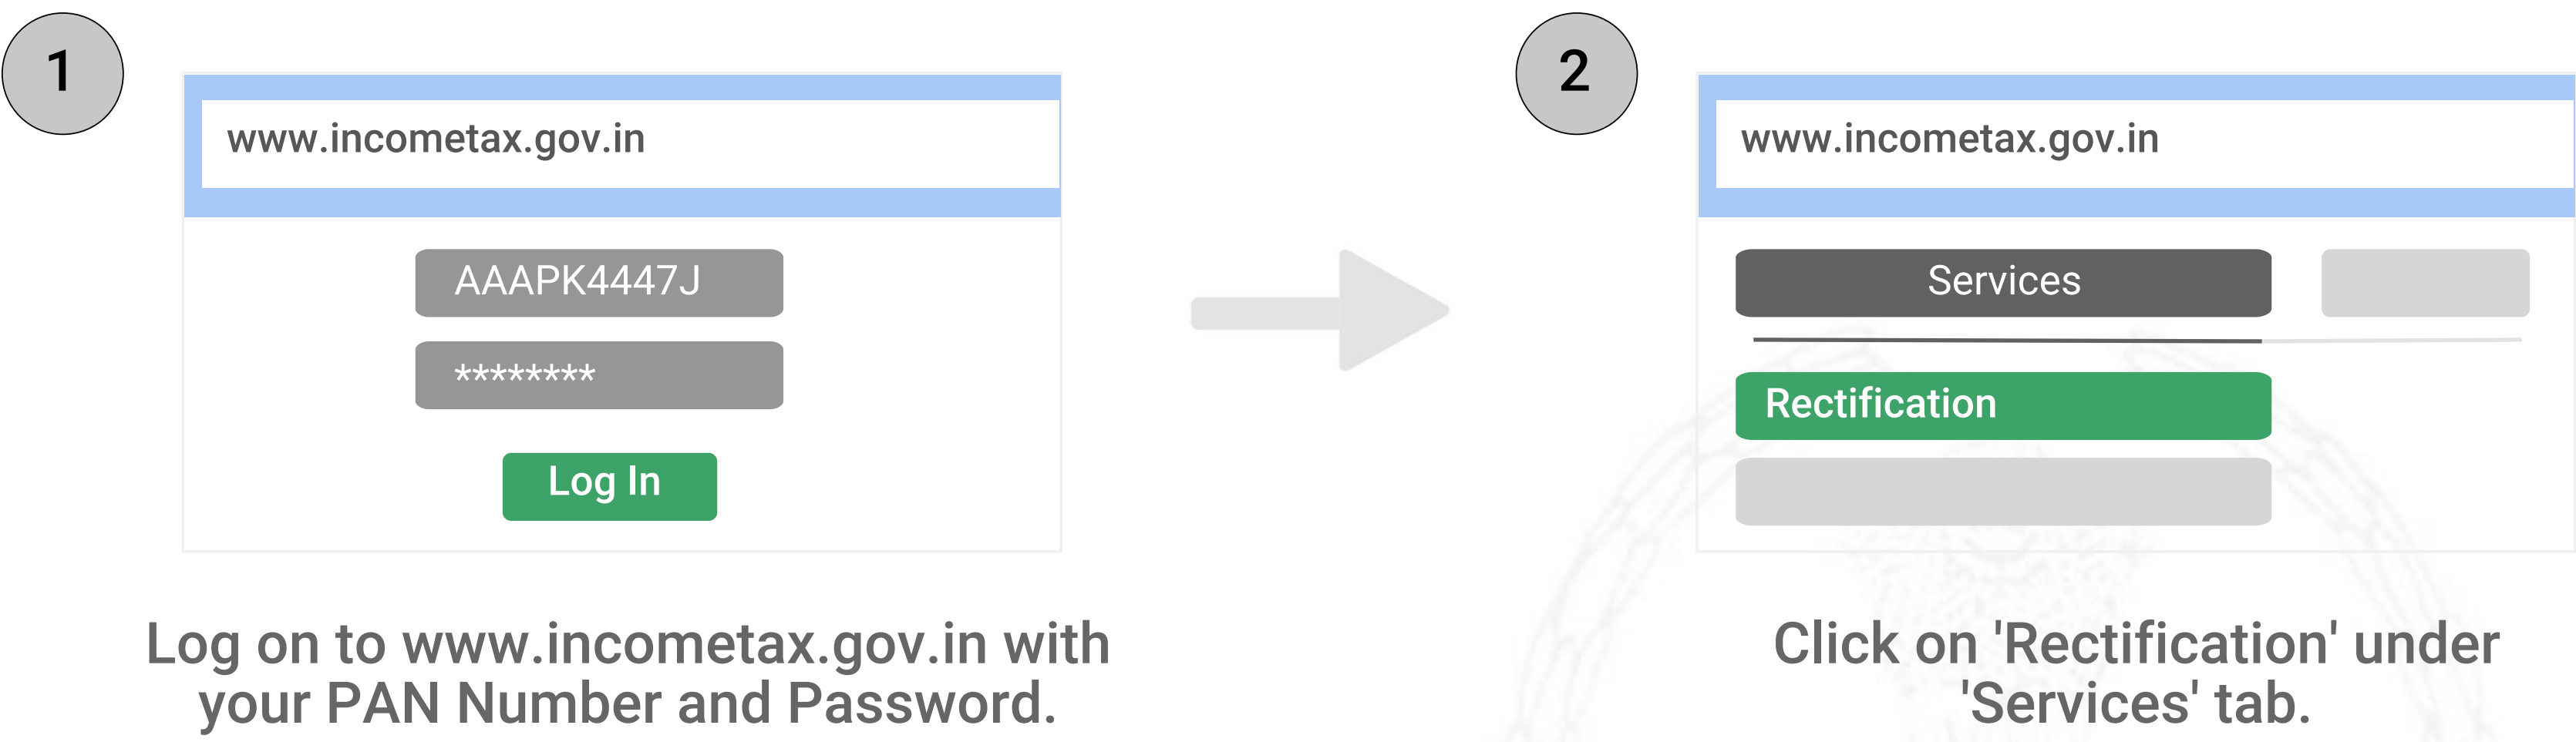 1
www.incometax.gov.in
AAAPK4447J
********
Log In
Log on to www.incometax.gov.in with
your PAN Number and Password.
2
www.incometax.gov.in
Services
Rectification
Click on 'Rectification' under
'Services' tab.